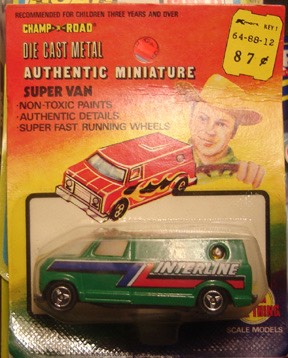 RECOMMENDED FOR CHILDREN THREE YEARS AND OVER
CHAMP-X-ROAD
DIE CAST METAL
AUTHENTIC MINIATURE
SUPER VAN
·NON-TOXIC PAINTS
·AUTHENTIC DETAILS
·SUPER FAST RUNNING WHEELS
64-88-12
87¢
INTERLINE
SCALE MODELS